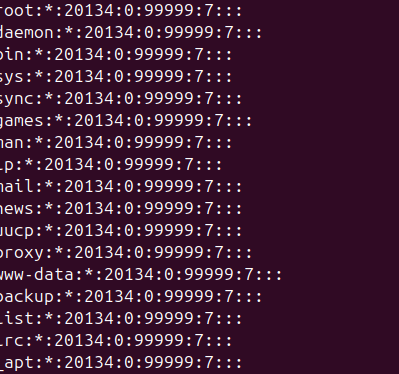 root:*:20134:0:99999:7:::
daemon:*:20134:0:99999:7:::
bin:*:20134:0:99999:7:::
sys:*:20134:0:99999:7:::
sync:*:20134:0:99999:7:::
games:*:20134:0:99999:7:::
man:*:20134:0:99999:7:::
lp:*:20134:0:99999:7:::
mail:*:20134:0:99999:7:::
news:*:20134:0:99999:7:::
uucp:*:20134:0:99999:7:::
proxy:*:20134:0:99999:7:::
www-data:*:20134:0:99999:7:::
backup:*:20134:0:99999:7:::
list:*:20134:0:99999:7:::
irc:*:20134:0:99999:7:::
_apt:*:20134:0:99999:7:::